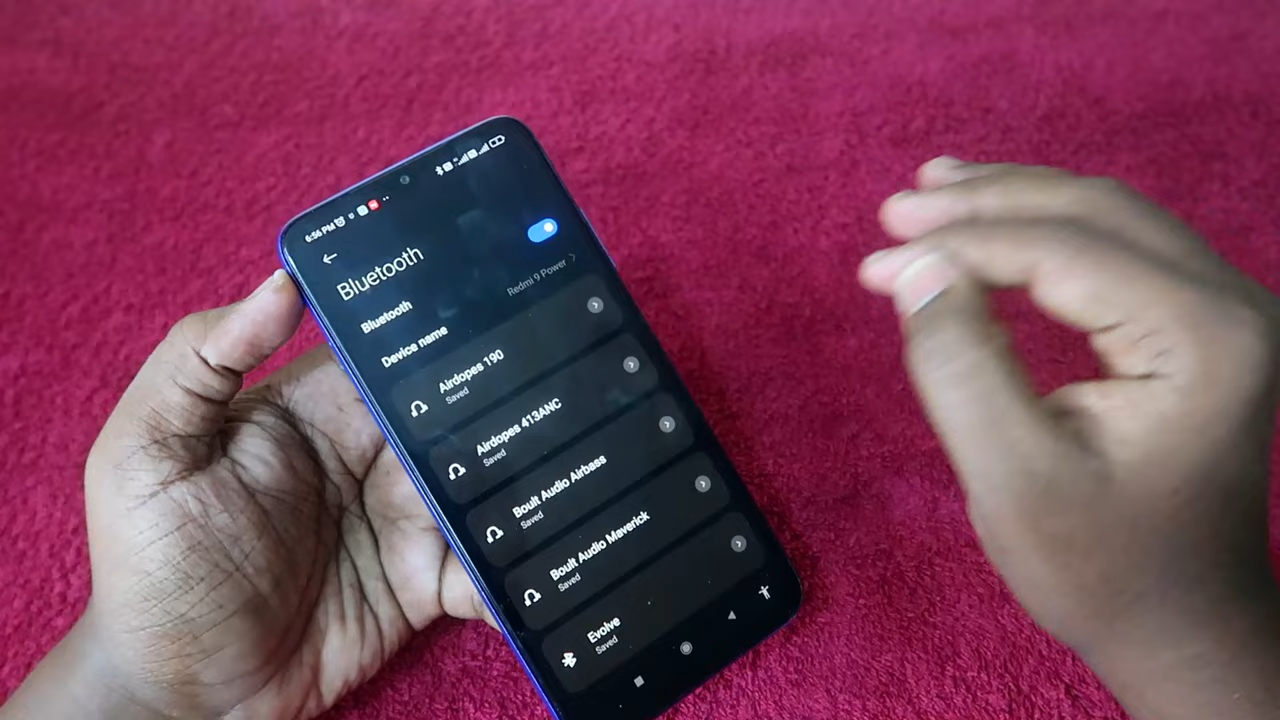 6:56 PM
Bluetooth
Bluetooth
Device name
Redmi 9 Power
Airdopes 190
Saved
Airdopes 413ANC
Saved
Boult Audio Airbass
Saved
Boult Audio Maverick
Saved
Evolve
Saved